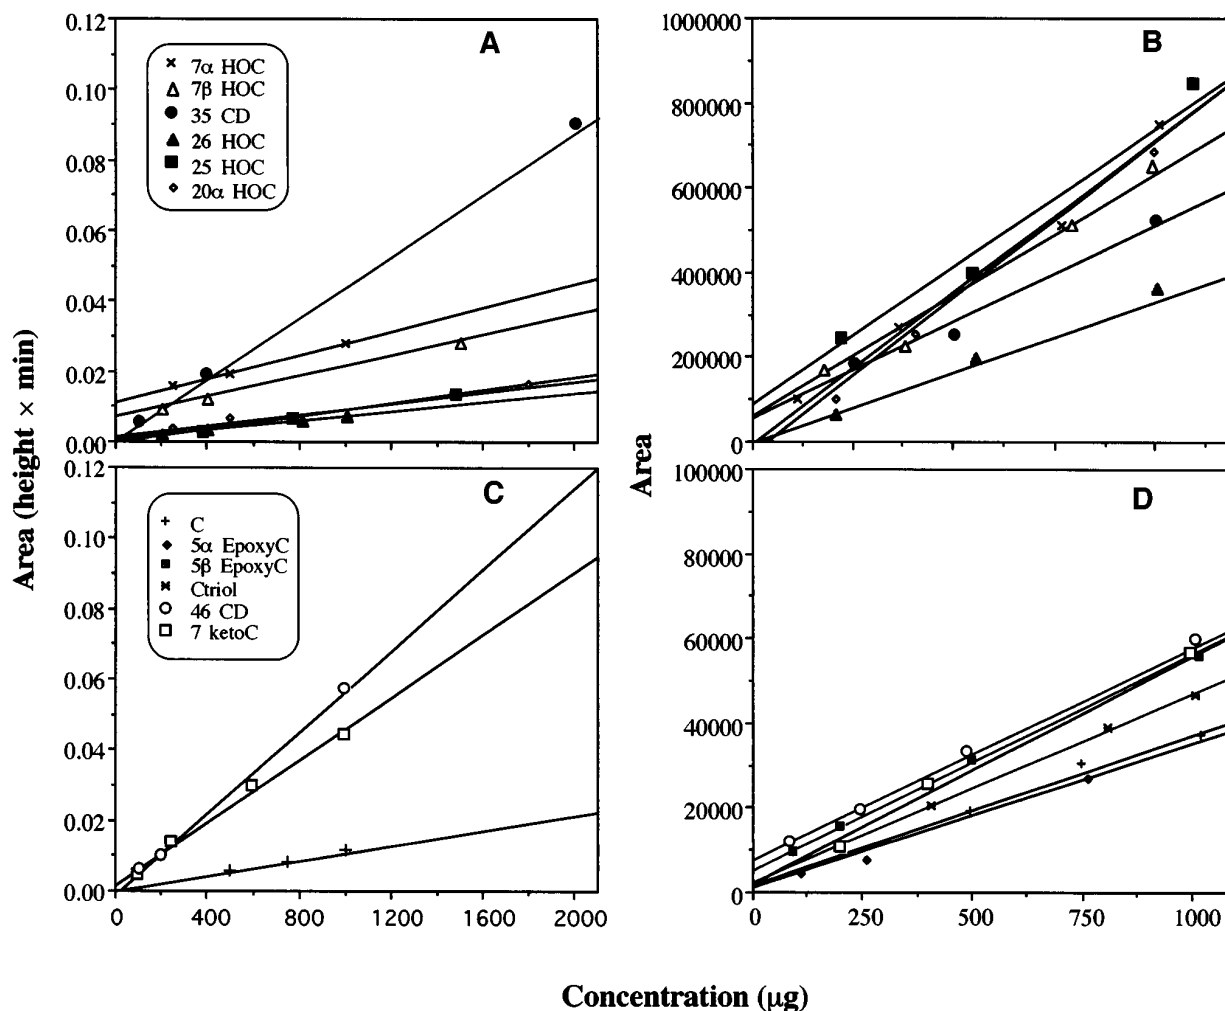 A
0.12
0.10
0.08
0.06
0.04
0.02
0.00
7α HOC
7β HOC
35 CD
26 HOC
25 HOC
20α HOC
B
1000000
800000
600000
400000
200000
0
Area (height × min)
Area
C
0.12
0.10
0.08
0.06
0.04
0.02
0.00
C
5α EpoxyC
5β EpoxyC
Ctriol
46 CD
7 ketoC
0 400 800 1200 1600 2000
D
100000
80000
60000
40000
20000
0
0 250 500 750 1000
Concentration (μg)